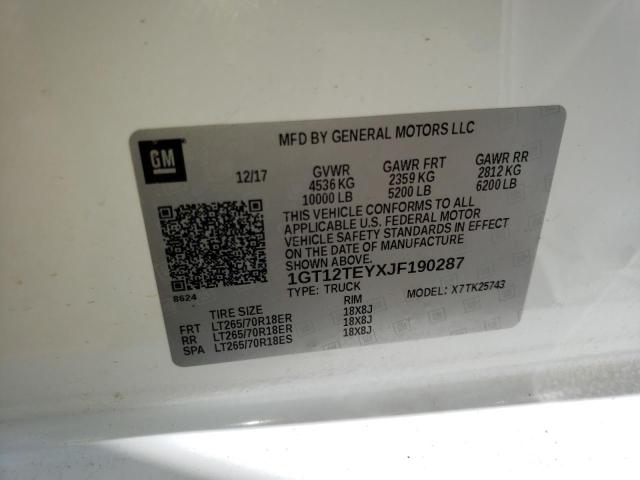 MFD BY GENERAL MOTORS LLC
GM
12/17 GVWR GAWR FRT GAWR RR
4536 KG 2359 KG 2812 KG
10000 LB 5200 LB 6200 LB
THIS VEHICLE CONFORMS TO ALL
APPLICABLE U.S. FEDERAL MOTOR
VEHICLE SAFETY STANDARDS IN EFFECT
ON THE DATE OF MANUFACTURE
SHOWN ABOVE.
1GT12TEYXJF190287
8624
TYPE: TRUCK MODEL: X7TK25743
TIRE SIZE RIM
FRT LT265/70R18ER 18X8J
RR LT265/70R18ER 18X8J
SPA LT265/70R18ES 18X8J